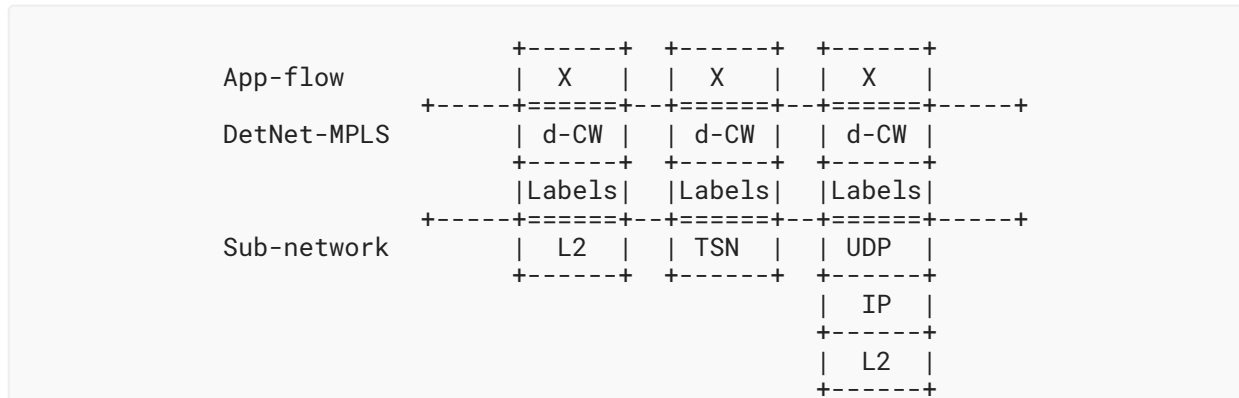 +------+  +------+  +------+
App-flow              |  X   |  |  X   |  |  X   |
                +-----+======+--+======+--+======+-----+
DetNet-MPLS           | d-CW |  | d-CW |  | d-CW |
                      +------+  +------+  +------+
                      |Labels|  |Labels|  |Labels|
                +-----+======+--+======+--+======+-----+
Sub-network           |  L2  |  | TSN  |  | UDP  |
                      +------+  +------+  +------+
                                          |  IP  |
                                          +------+
                                          |  L2  |
                                          +------+